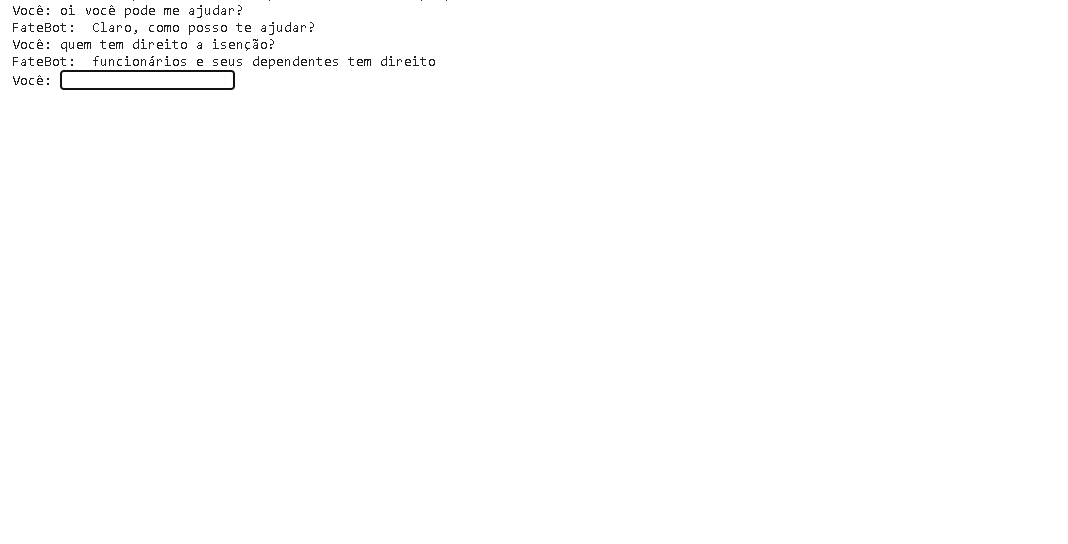 Você: oi você pode me ajudar?
FateBot:  Claro, como posso te ajudar?
Você: quem tem direito a isenção?
FateBot:  funcionários e seus dependentes tem direito
Você: